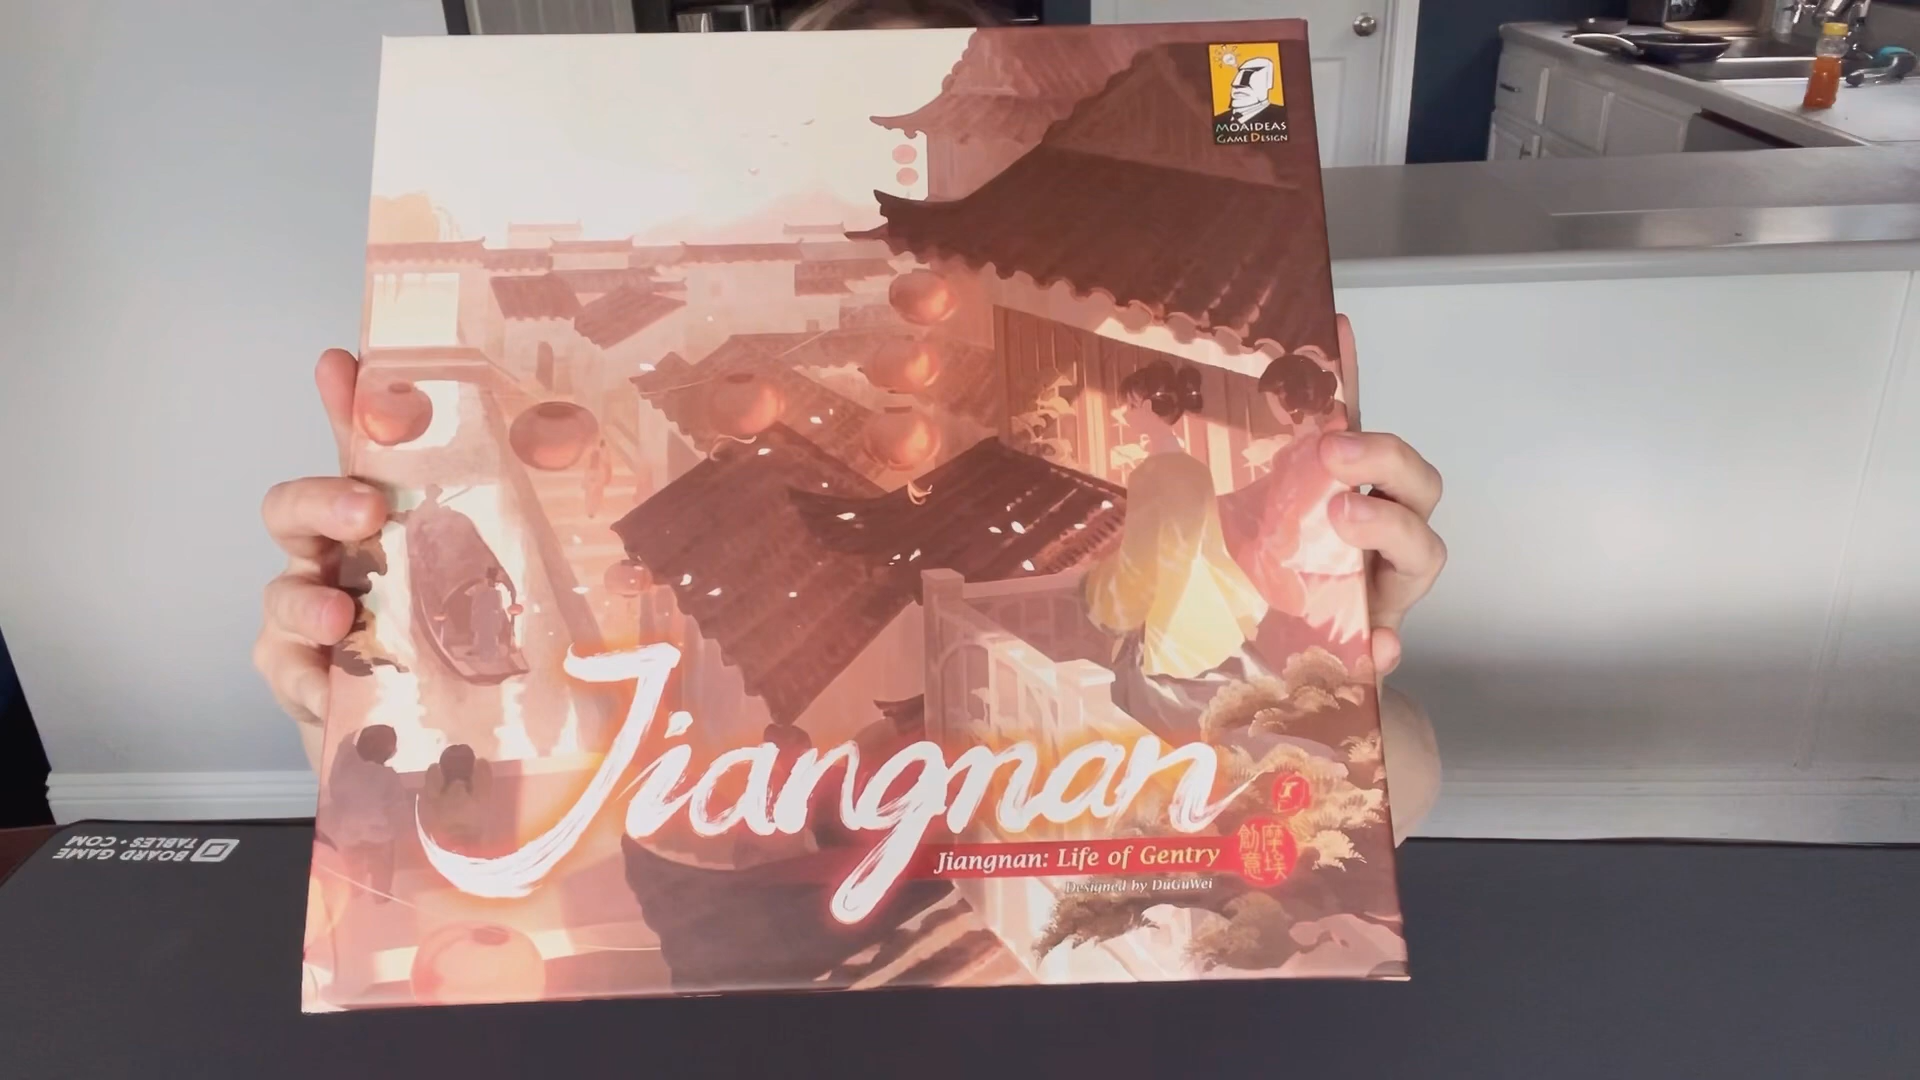 MOAIDEAS
GAME DESIGN
Jiangnan
Jiangnan: Life of Gentry
Designed by DuGuWei
摩埃
創意
BOARD GAME
TABLES.COM